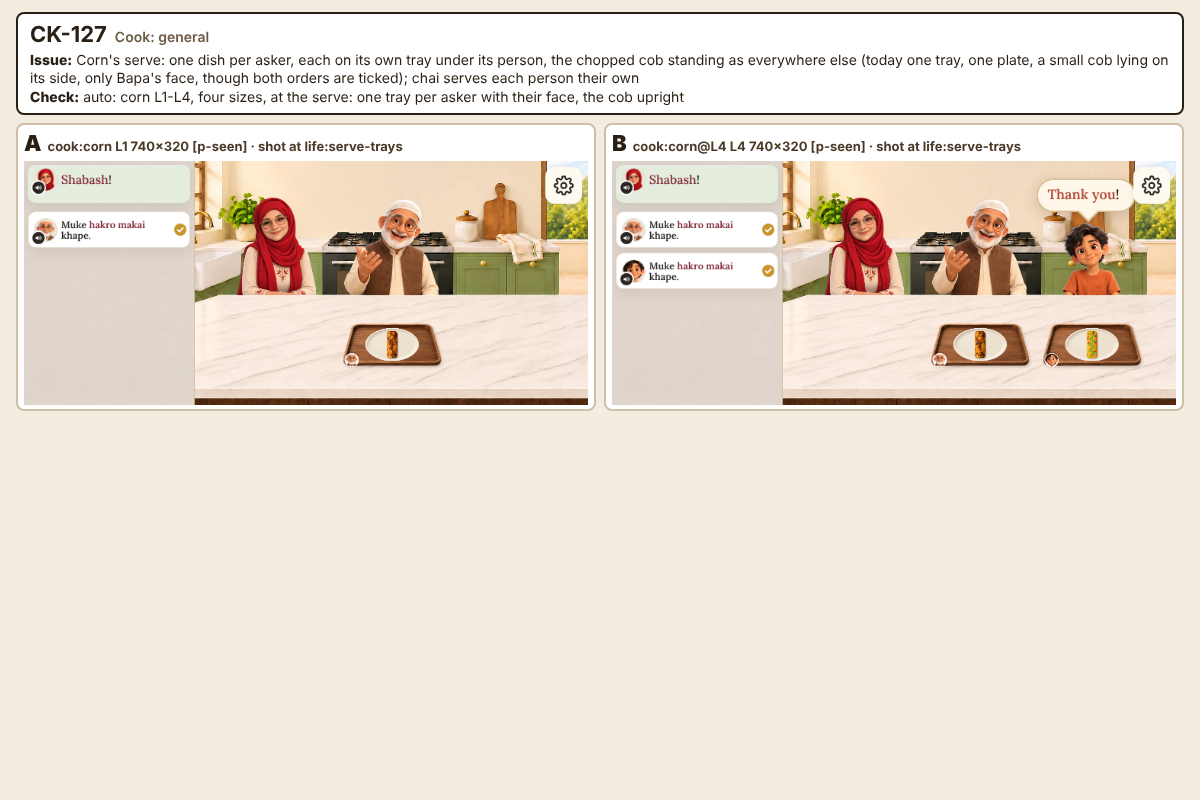 CK-127 Cook: general
Issue: Corn's serve: one dish per asker, each on its own tray under its person, the chopped cob standing as everywhere else (today one tray, one plate, a small cob lying on
its side, only Bapa's face, though both orders are ticked); chai serves each person their own
Check: auto: corn L1-L4, four sizes, at the serve: one tray per asker with their face, the cob upright
A cook:corn L1 740×320 [p-seen] · shot at life:serve-trays
Shabash!
Muke hakro makai
khape.
B cook:corn@L4 L4 740×320 [p-seen] · shot at life:serve-trays
Shabash!
Thank you!
Muke hakro makai
khape.
Muke hakro makai
khape.